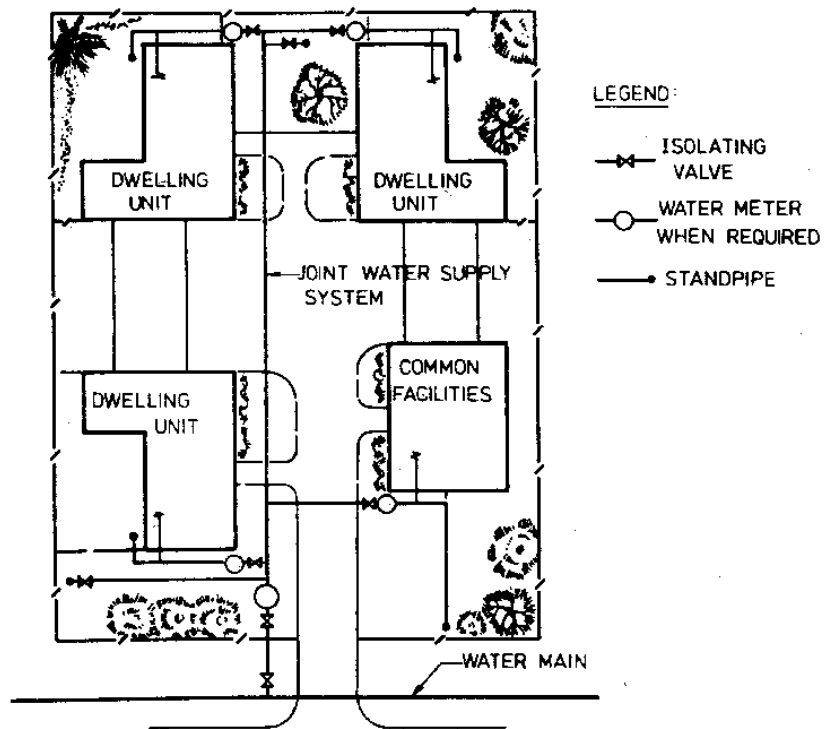 LEGEND:
ISOLATING
VALVE
WATER METER
WHEN REQUIRED
STANDPIPE
DWELLING
UNIT
DWELLING
UNIT
JOINT WATER SUPPLY
SYSTEM
DWELLING
UNIT
COMMON
FACILITIES
WATER MAIN